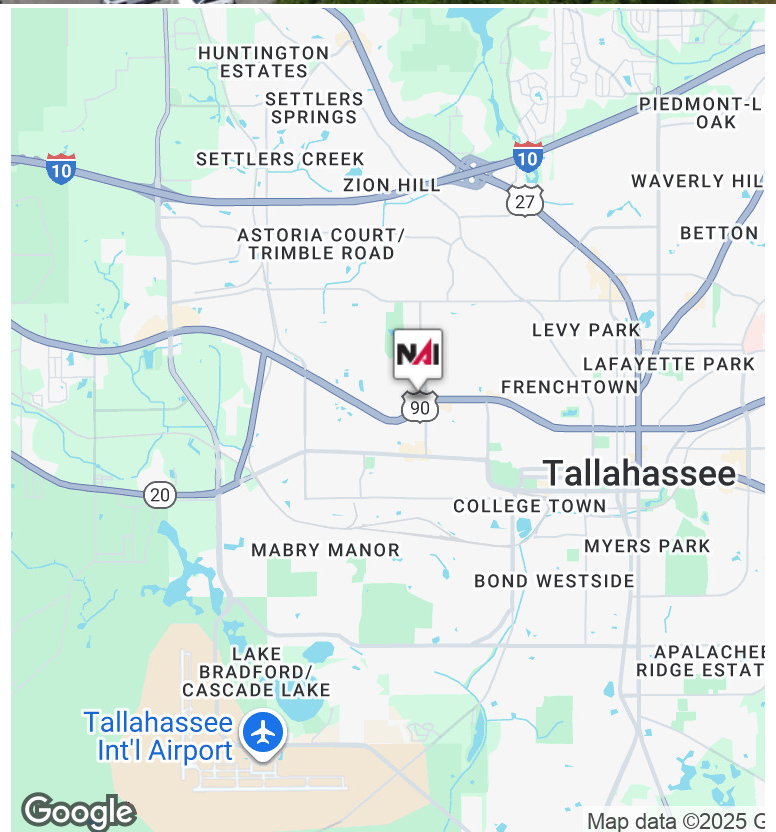 HUNTINGTON
ESTATES
SETTLERS
SPRINGS
PIEDMONT-L
OAK
SETTLERS CREEK
10
10
ZION HILL
WAVERLY HIL
27
ASTORIA COURT/
TRIMBLE ROAD
BETTON
LEVY PARK
NAI
LAFAYETTE PARK
FRENCHTOWN
90
Tallahassee
20
COLLEGE TOWN
MABRY MANOR
MYERS PARK
BOND WESTSIDE
LAKE
BRADFORD/
CASCADE LAKE
APALACHEE
RIDGE ESTAT
Tallahassee
Int'l Airport
Google
Map data ©2025 G